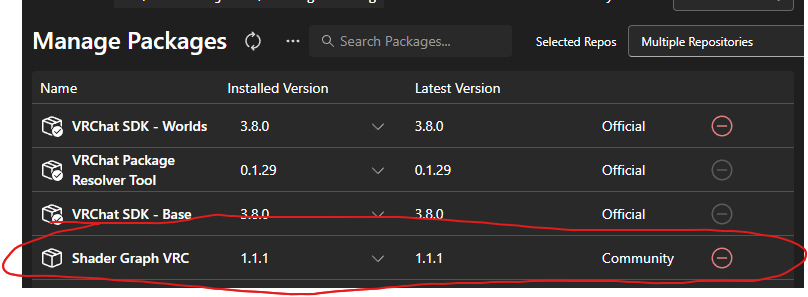 Manage Packages
Search Packages...
Selected Repos
Multiple Repositories
Name Installed Version Latest Version
VRChat SDK - Worlds 3.8.0 3.8.0 Official
VRChat Package
Resolver Tool 0.1.29 0.1.29 Official
VRChat SDK - Base 3.8.0 3.8.0 Official
Shader Graph VRC 1.1.1 1.1.1 Community